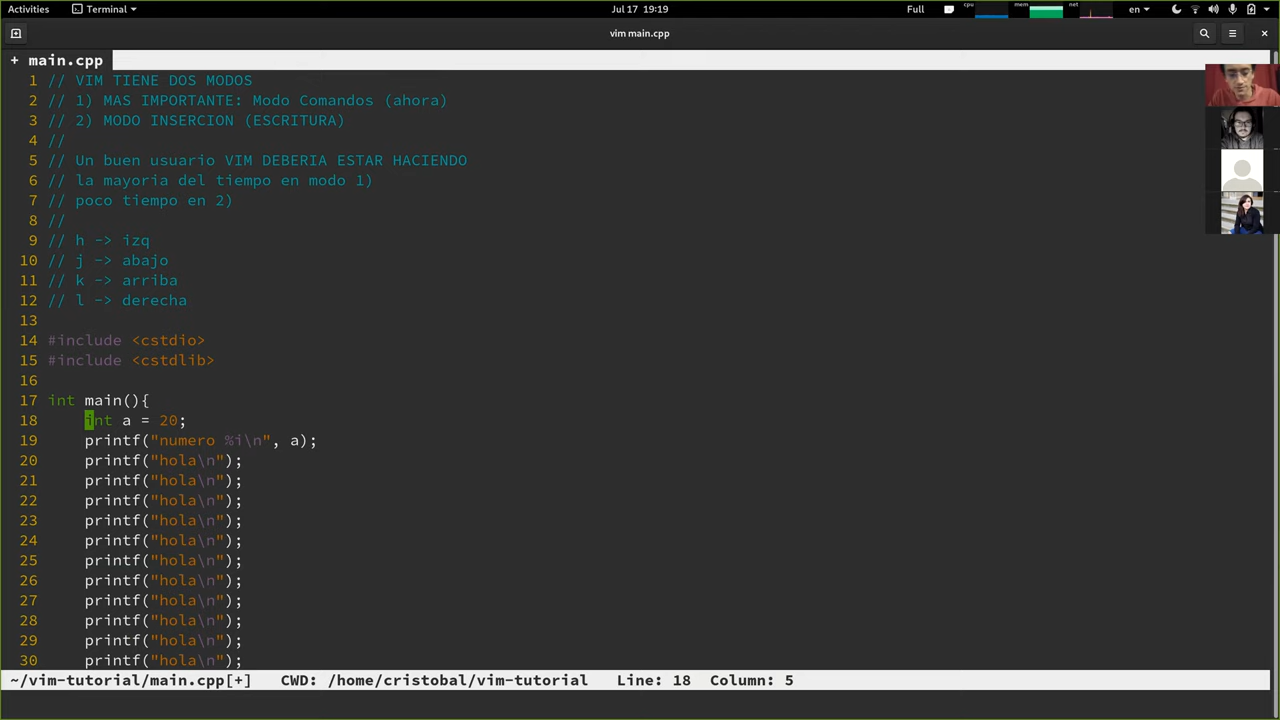 Activities Terminal Jul 17 19:19 Full cpu mem net en
vim main.cpp
+ main.cpp
1 // VIM TIENE DOS MODOS
2 // 1) MAS IMPORTANTE: Modo Comandos (ahora)
3 // 2) MODO INSERCION (ESCRITURA)
4 //
5 // Un buen usuario VIM DEBERIA ESTAR HACIENDO
6 // la mayoria del tiempo en modo 1)
7 // poco tiempo en 2)
8 //
9 // h -> izq
10 // j -> abajo
11 // k -> arriba
12 // l -> derecha
13
14 #include <cstdio>
15 #include <cstdlib>
16
17 int main(){
18     int a = 20;
19     printf("numero %i\n", a);
20     printf("hola\n");
21     printf("hola\n");
22     printf("hola\n");
23     printf("hola\n");
24     printf("hola\n");
25     printf("hola\n");
26     printf("hola\n");
27     printf("hola\n");
28     printf("hola\n");
29     printf("hola\n");
30     printf("hola\n");
~/vim-tutorial/main.cpp[+] CWD: /home/cristobal/vim-tutorial Line: 18 Column: 5